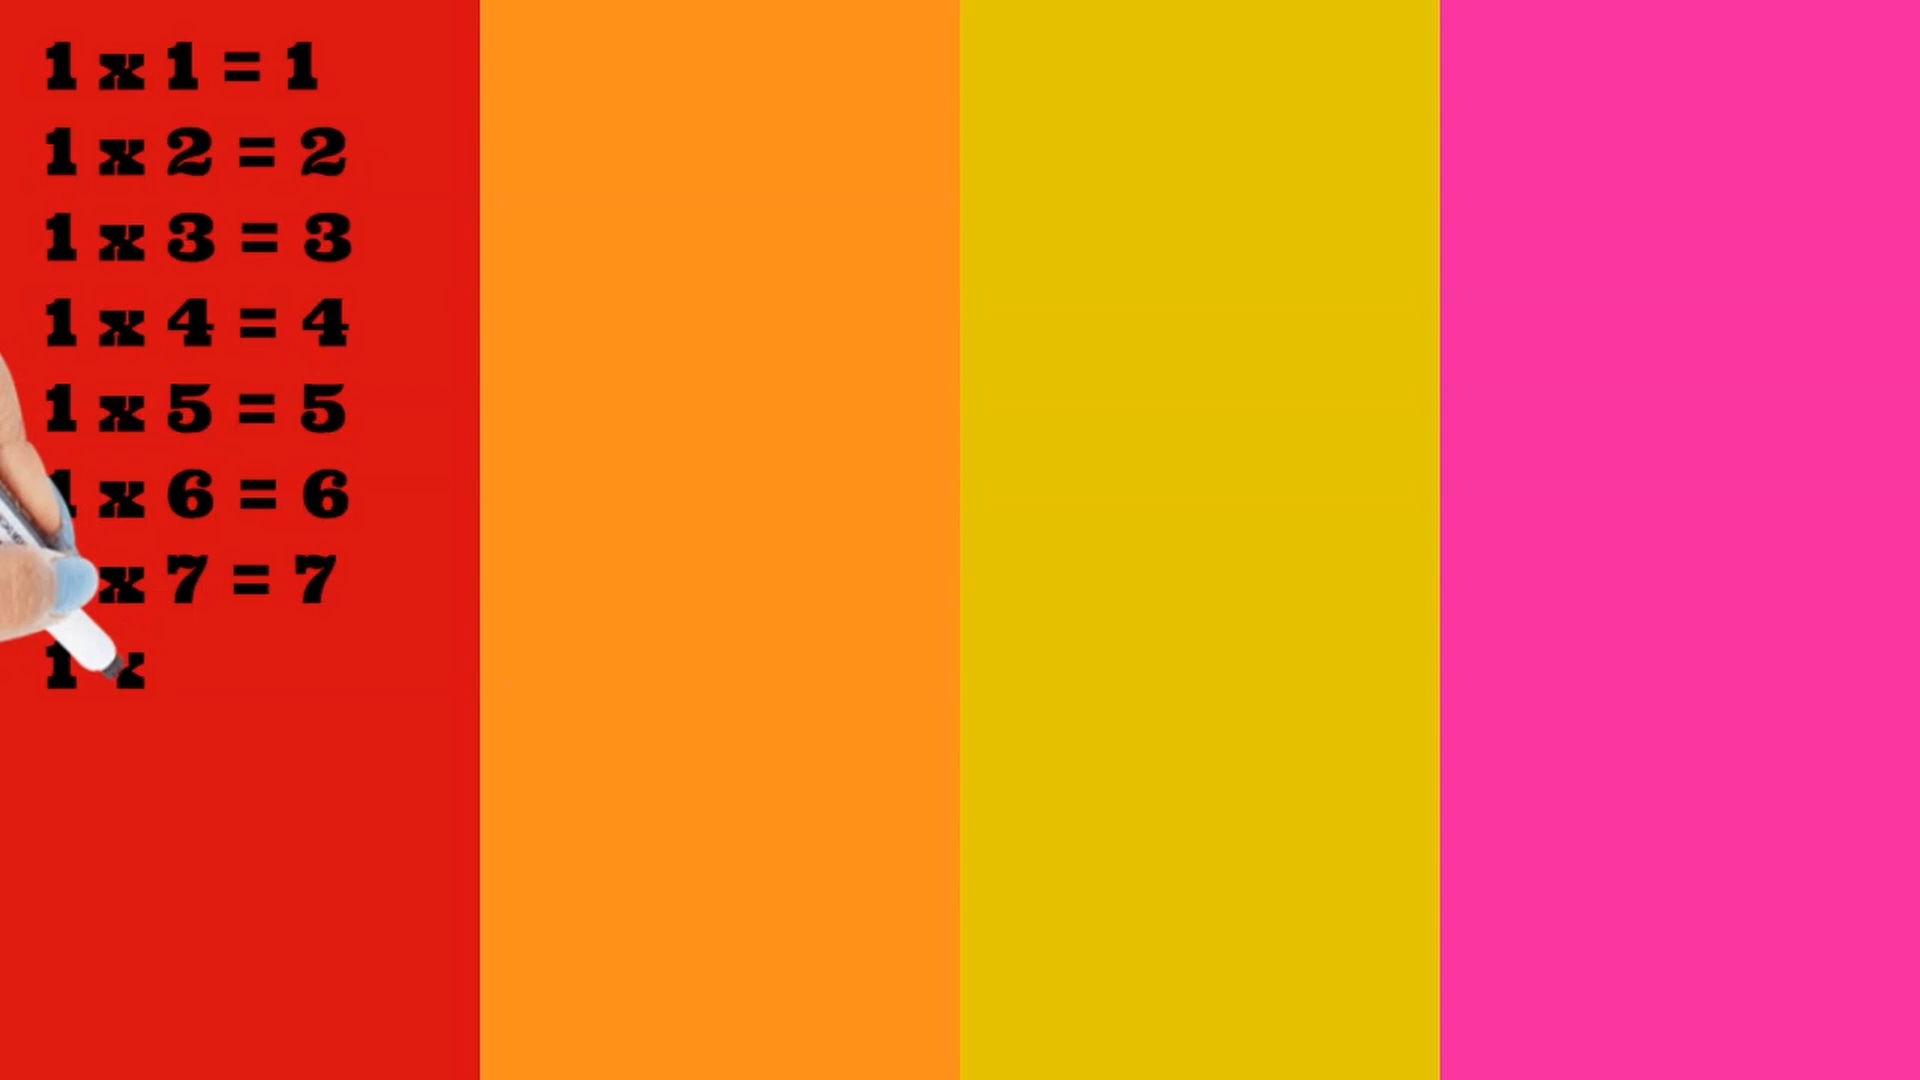 1 x 1 = 1
1 x 2 = 2
1 x 3 = 3
1 x 4 = 4
1 x 5 = 5
1 x 6 = 6
x 7 = 7
1 x